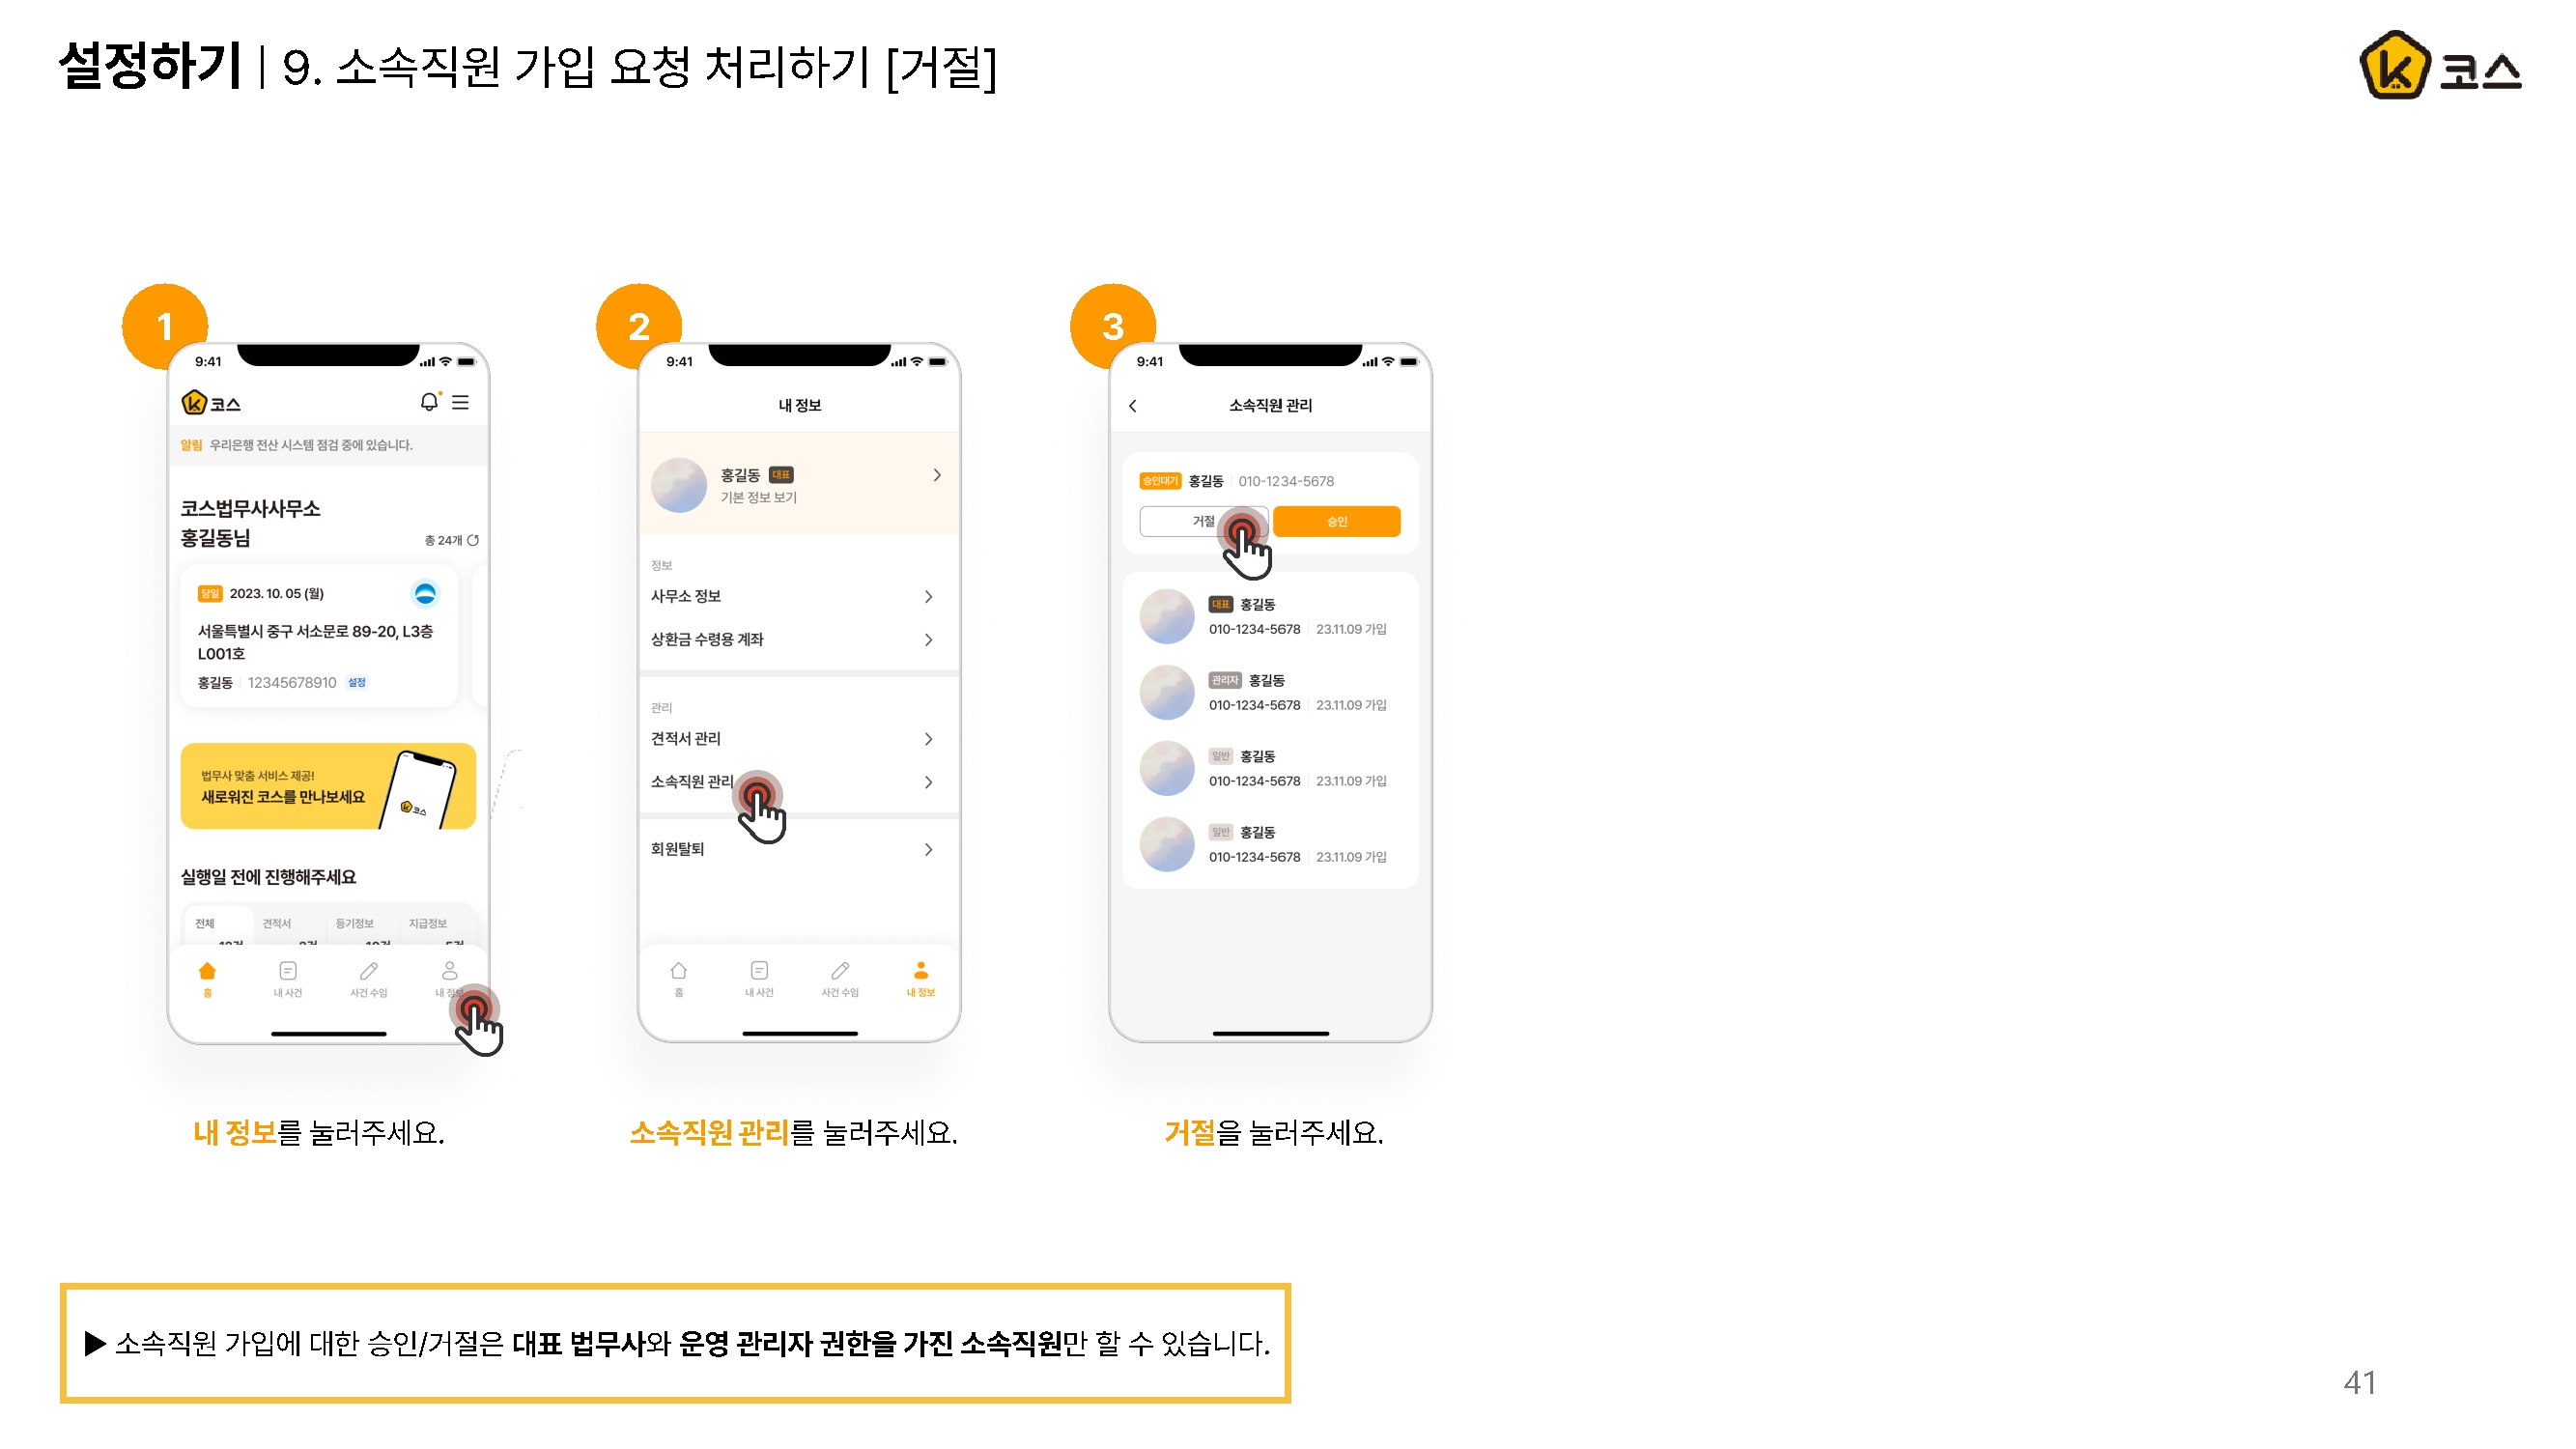 설정하기 | 9. 소속직원 가입 요청 처리하기 [거절]
코스
1
9:41
코스
알림 우리은행 전산 시스템 점검 중에 있습니다.
코스법무사사무소
홍길동님
총 24개
당일 2023. 10. 05 (월)
서울특별시 중구 서소문로 89-20, L3층
L001호
홍길동 12345678910 설정
법무사 맞춤 서비스 제공!
새로워진 코스를 만나보세요
코스
실행일 전에 진행해주세요
전체 견적서 등기정보 지급정보
홈 내 사건 사건 수임 내 정보
내 정보를 눌러주세요.
2
9:41
내 정보
홍길동 대표
기본 정보 보기
정보
사무소 정보
상환금 수령용 계좌
관리
견적서 관리
소속직원 관리
회원탈퇴
홈 내 사건 사건 수임 내 정보
소속직원 관리를 눌러주세요.
3
9:41
소속직원 관리
승인대기 홍길동 010-1234-5678
거절 승인
대표 홍길동
010-1234-5678 23.11.09 가입
관리자 홍길동
010-1234-5678 23.11.09 가입
일반 홍길동
010-1234-5678 23.11.09 가입
일반 홍길동
010-1234-5678 23.11.09 가입
거절을 눌러주세요.
▶ 소속직원 가입에 대한 승인/거절은 대표 법무사와 운영 관리자 권한을 가진 소속직원만 할 수 있습니다.
41